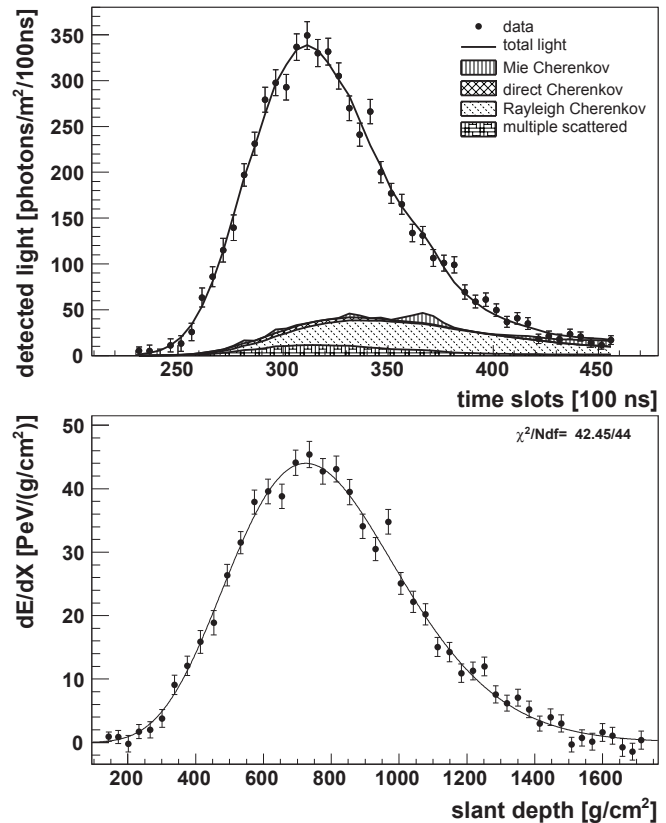 detected light [photons/m²/100ns]
350
300
250
200
150
100
50
0
data
total light
Mie Cherenkov
direct Cherenkov
Rayleigh Cherenkov
multiple scattered
250 300 350 400 450
time slots [100 ns]
dE/dX [PeV/(g/cm²)]
50
40
30
20
10
0
χ²/Ndf= 42.45/44
200 400 600 800 1000 1200 1400 1600
slant depth [g/cm²]